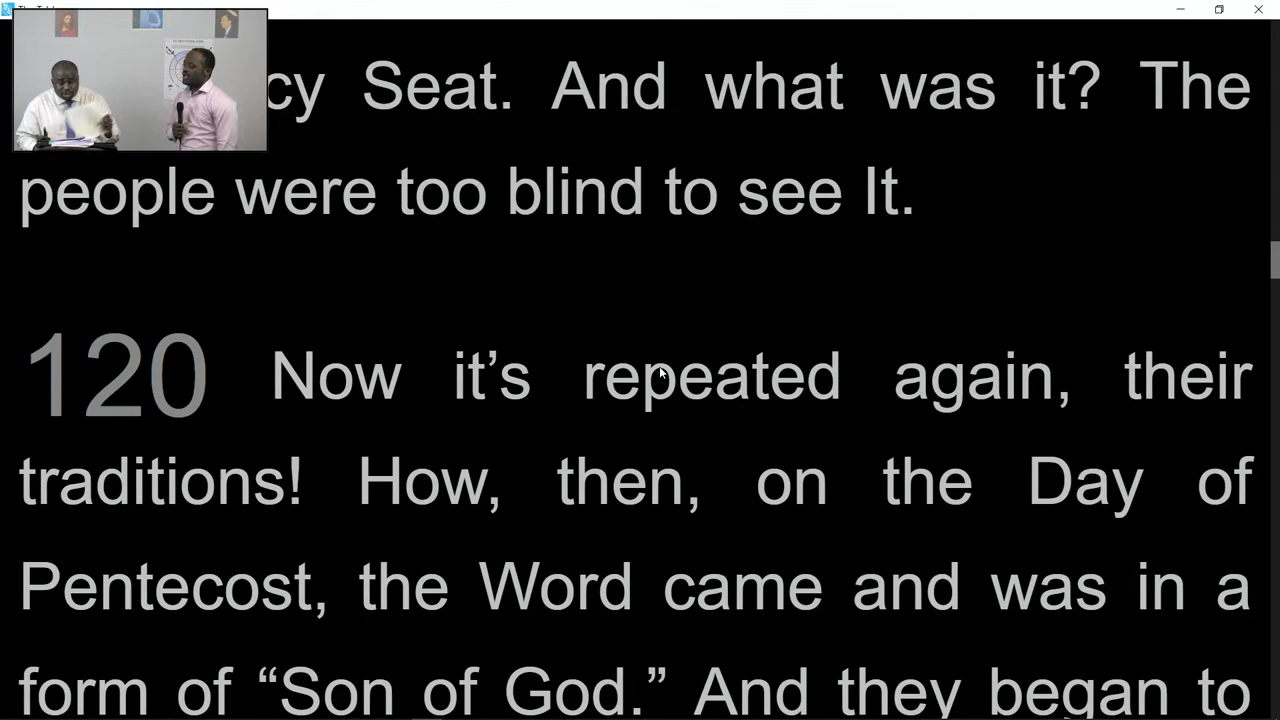 cy Seat. And what was it? The
people were too blind to see It.
120 Now it’s repeated again, their
traditions! How, then, on the Day of
Pentecost, the Word came and was in a
form of “Son of God.” And they began to